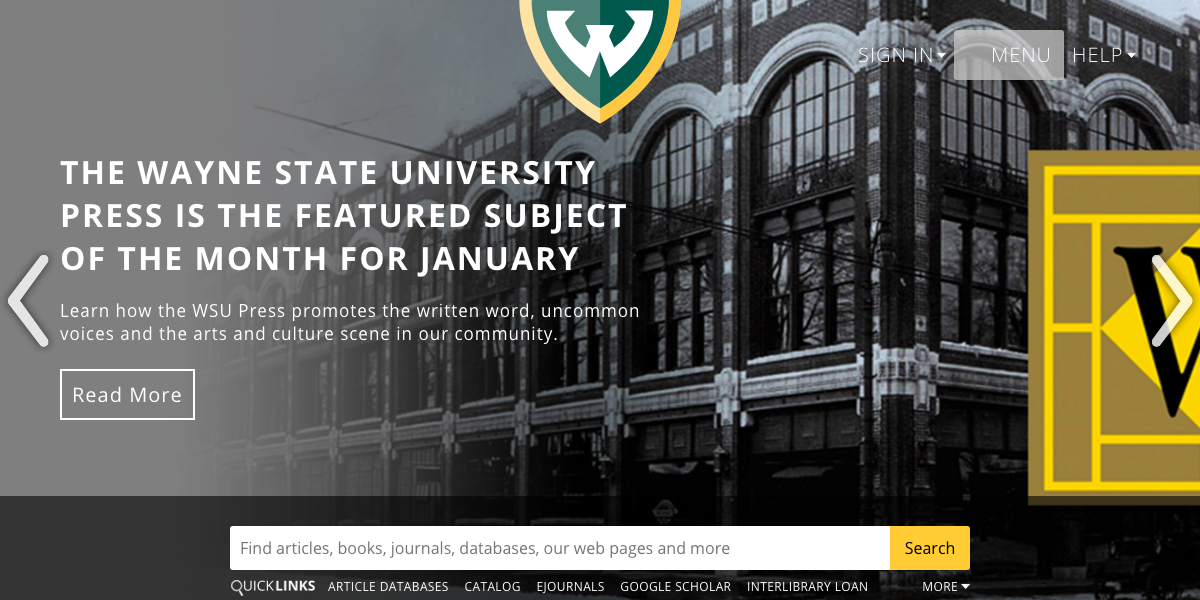 W
SIGN IN MENU HELP
THE WAYNE STATE UNIVERSITY
PRESS IS THE FEATURED SUBJECT
OF THE MONTH FOR JANUARY
Learn how the WSU Press promotes the written word, uncommon
voices and the arts and culture scene in our community.
Read More
W
Find articles, books, journals, databases, our web pages and more Search
QUICKLINKS ARTICLE DATABASES CATALOG EJOURNALS GOOGLE SCHOLAR INTERLIBRARY LOAN MORE